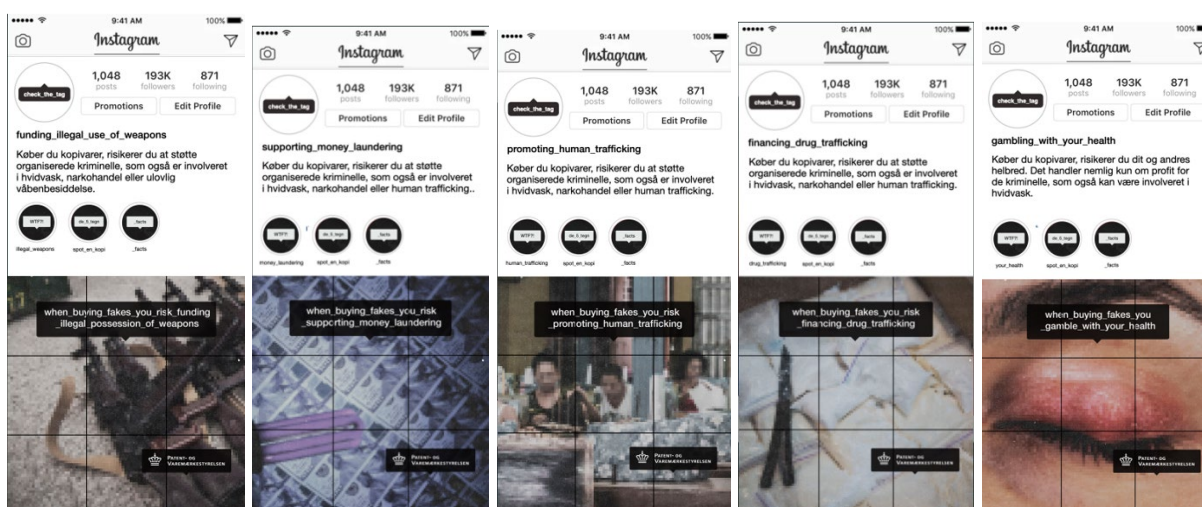 9:41 AM
100%
Instagram
1,048
193K
871
posts
followers
following
check_the_tag
Promotions
Edit Profile
funding_illegal_use_of_weapons
Køber du kopivarer, risikerer du at støtte
organiserede kriminelle, som også er involveret
i hvidvask, narkohandel eller ulovlig
våbenbesiddelse.
WTF!?
de_5_tegn
_facts
illegal_weapons
spot_en_kopi
_facts
when_buying_fakes_you_risk_funding
_illegal_possession_of_weapons
PATENT- OG
VAREMÆRKESTYRELSEN
9:41 AM
100%
Instagram
1,048
193K
871
posts
followers
following
check_the_tag
Promotions
Edit Profile
supporting_money_laundering
Køber du kopivarer, risikerer du at støtte
organiserede kriminelle, som også er involveret
i hvidvask, narkohandel eller human trafficking..
WTF!?
de_5_tegn
_facts
money_laundering
spot_en_kopi
_facts
when_buying_fakes_you_risk
_supporting_money_laundering
PATENT- OG
VAREMÆRKESTYRELSEN
9:41 AM
100%
Instagram
1,048
193K
871
posts
followers
following
check_the_tag
Promotions
Edit Profile
promoting_human_trafficking
Køber du kopivarer, risikerer du at støtte
organiserede kriminelle, som også er involveret
i hvidvask, narkohandel eller human trafficking.
WTF!?
de_5_tegn
_facts
human_trafficking
spot_en_kopi
_facts
when_buying_fakes_you_risk
_promoting_human_trafficking
PATENT- OG
VAREMÆRKESTYRELSEN
9:41 AM
100%
Instagram
1,048
193K
871
posts
followers
following
check_the_tag
Promotions
Edit Profile
financing_drug_trafficking
Køber du kopivarer, risikerer du at støtte
organiserede kriminelle, som også er involveret
i hvidvask, narkohandel eller human trafficking.
WTF!?
de_5_tegn
_facts
drug_trafficking
spot_en_kopi
_facts
when_buying_fakes_you_risk
_financing_drug_trafficking
PATENT- OG
VAREMÆRKESTYRELSEN
9:41 AM
100%
Instagram
1,048
193K
871
posts
followers
following
check_the_tag
Promotions
Edit Profile
gambling_with_your_health
Køber du kopivarer, risikerer du dit og andres
helbred. Det handler nemlig kun om profit for
de kriminelle, som også kan være involveret i
hvidvask.
WTF!?
de_5_tegn
_facts
your_health
spot_en_kopi
_facts
when_buying_fakes_you
_gamble_with_your_health
PATENT- OG
VAREMÆRKESTYRELSEN